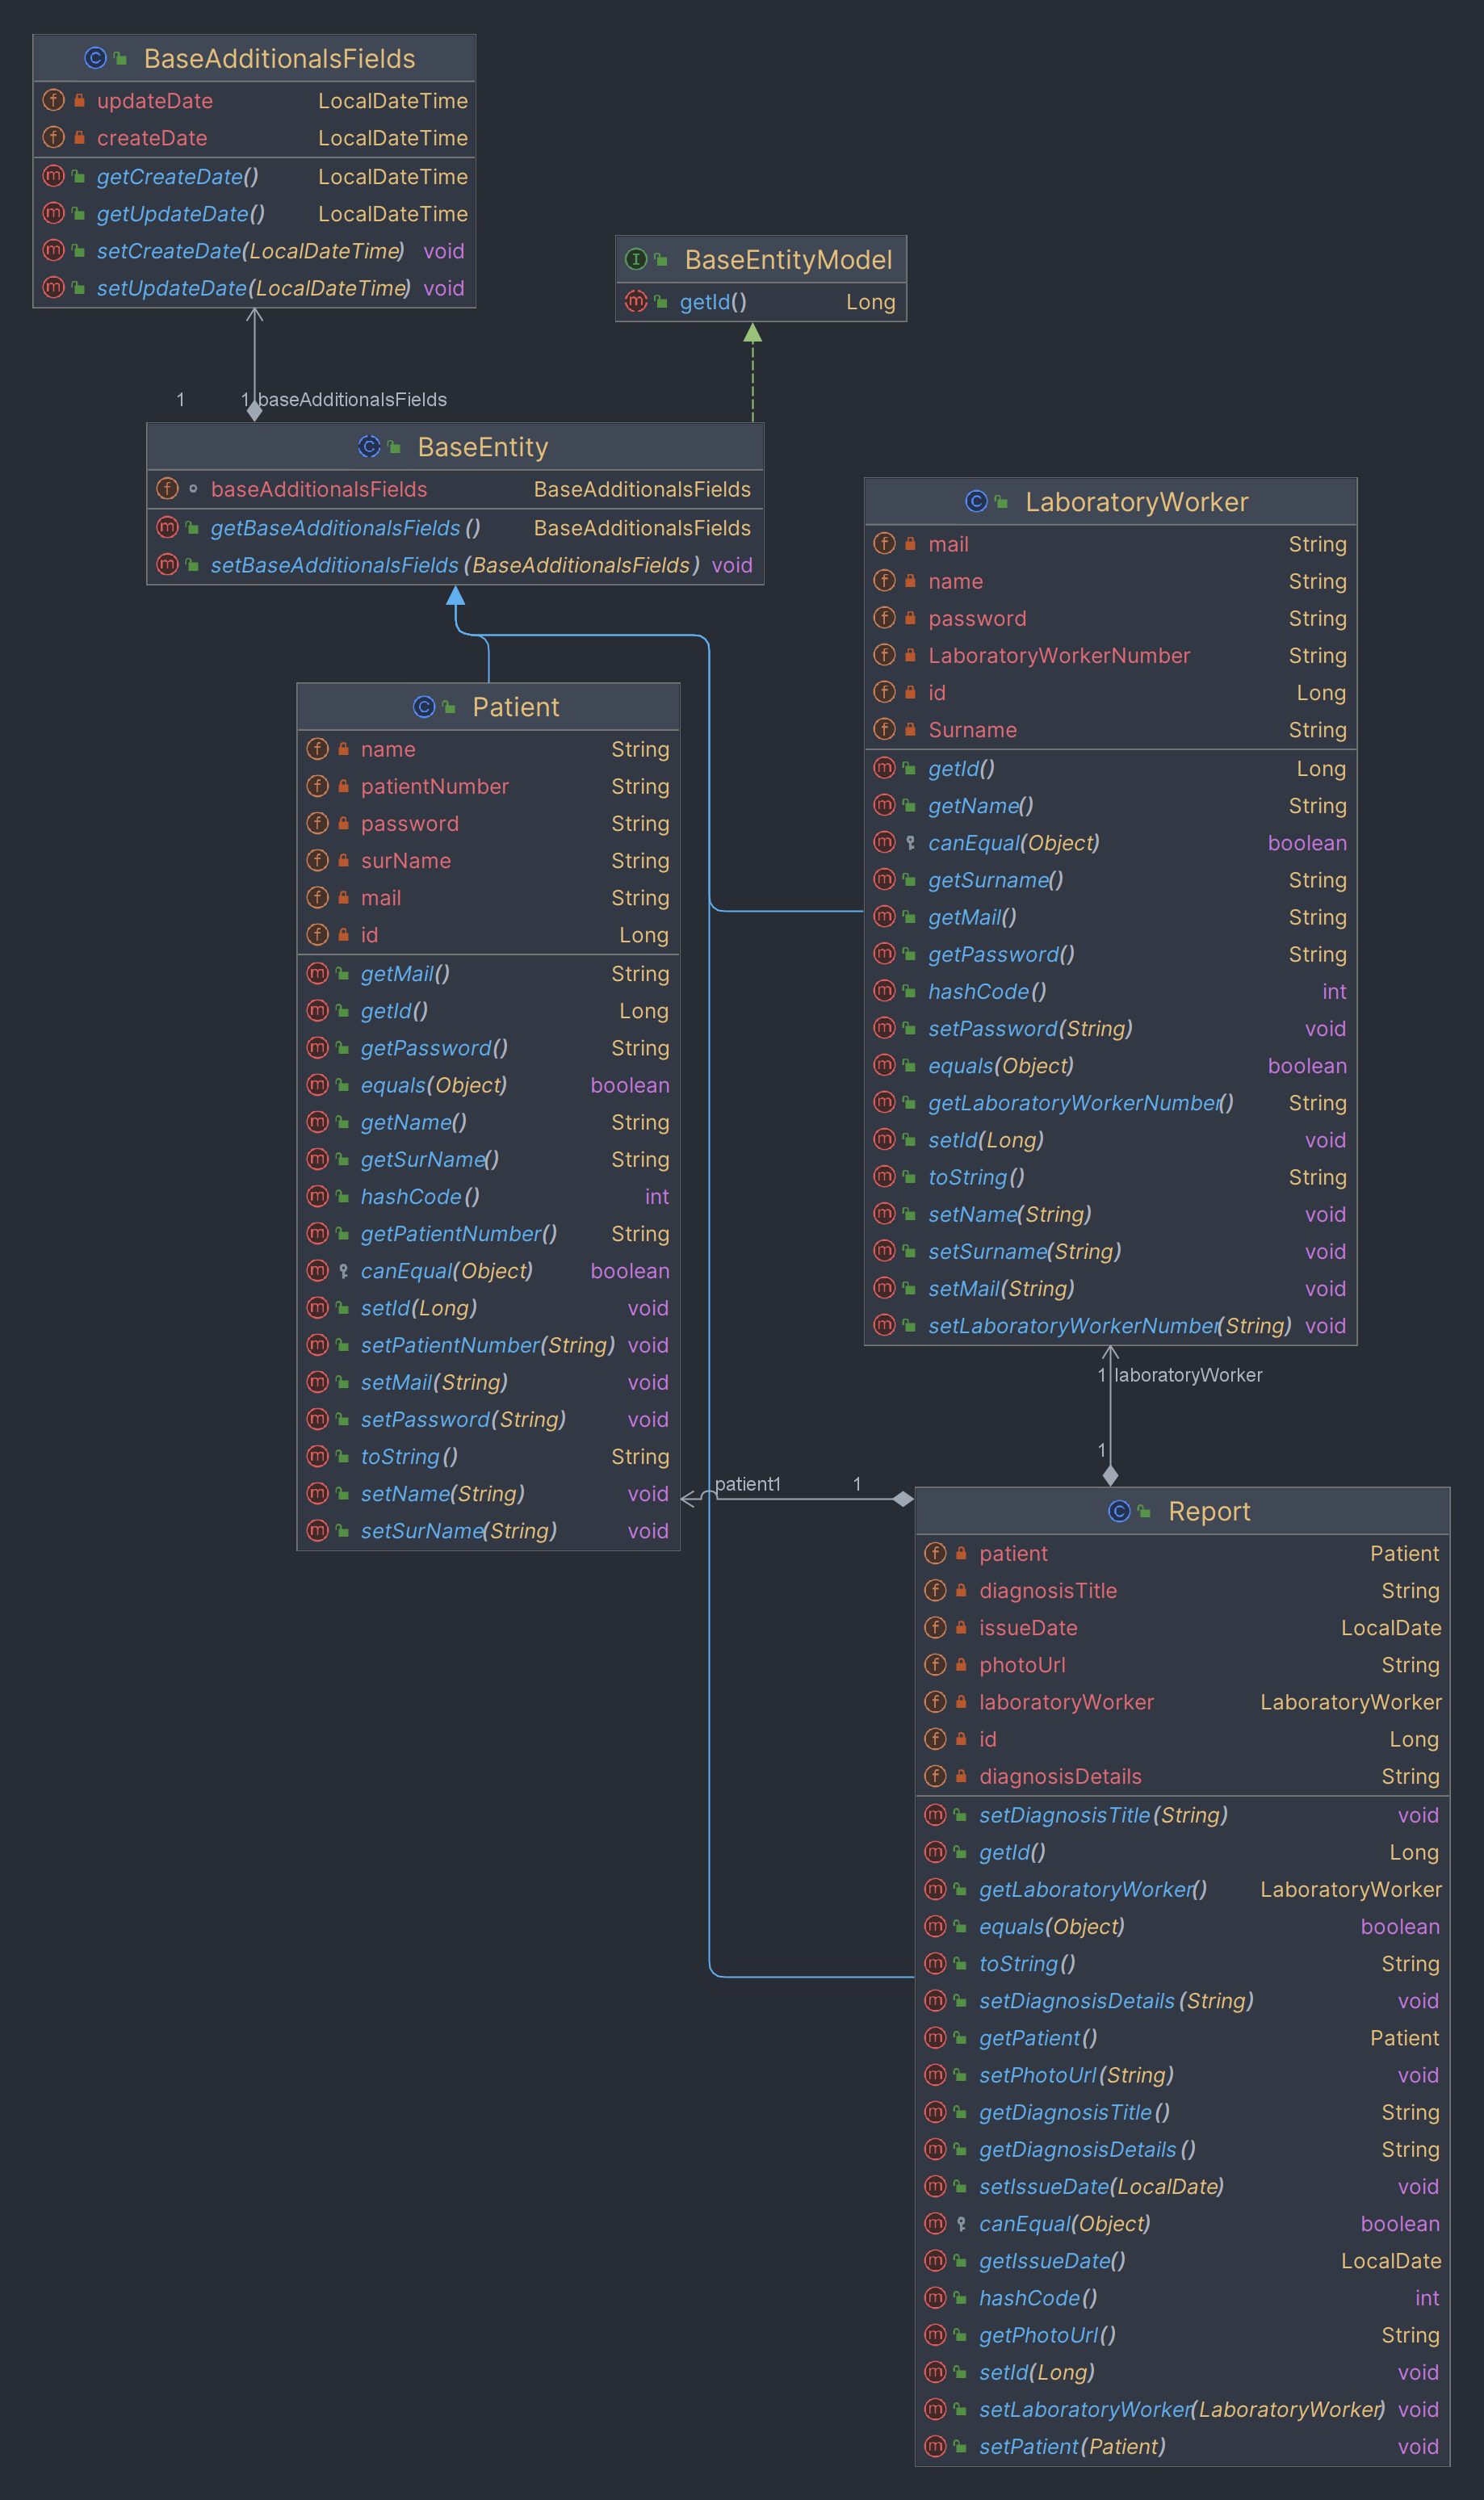 BaseAdditionalsFields
updateDate LocalDateTime
createDate LocalDateTime
getCreateDate() LocalDateTime
getUpdateDate() LocalDateTime
setCreateDate(LocalDateTime) void
setUpdateDate(LocalDateTime) void
BaseEntityModel
getId() Long
1 1 baseAdditionalsFields
BaseEntity
baseAdditionalsFields BaseAdditionalsFields
getBaseAdditionalsFields() BaseAdditionalsFields
setBaseAdditionalsFields(BaseAdditionalsFields) void
LaboratoryWorker
mail String
name String
password String
LaboratoryWorkerNumber String
id Long
Surname String
getId() Long
getName() String
canEqual(Object) boolean
getSurname() String
getMail() String
getPassword() String
hashCode() int
setPassword(String) void
equals(Object) boolean
getLaboratoryWorkerNumber() String
setId(Long) void
toString() String
setName(String) void
setSurname(String) void
setMail(String) void
setLaboratoryWorkerNumber(String) void
Patient
name String
patientNumber String
password String
surName String
mail String
id Long
getMail() String
getId() Long
getPassword() String
equals(Object) boolean
getName() String
getSurName() String
hashCode() int
getPatientNumber() String
canEqual(Object) boolean
setId(Long) void
setPatientNumber(String) void
setMail(String) void
setPassword(String) void
toString() String
setName(String) void
setSurName(String) void
1 laboratoryWorker
1
patient1 1
Report
patient Patient
diagnosisTitle String
issueDate LocalDate
photoUrl String
laboratoryWorker LaboratoryWorker
id Long
diagnosisDetails String
setDiagnosisTitle(String) void
getId() Long
getLaboratoryWorker() LaboratoryWorker
equals(Object) boolean
toString() String
setDiagnosisDetails(String) void
getPatient() Patient
setPhotoUrl(String) void
getDiagnosisTitle() String
getDiagnosisDetails() String
setIssueDate(LocalDate) void
canEqual(Object) boolean
getIssueDate() LocalDate
hashCode() int
getPhotoUrl() String
setId(Long) void
setLaboratoryWorker(LaboratoryWorker) void
setPatient(Patient) void